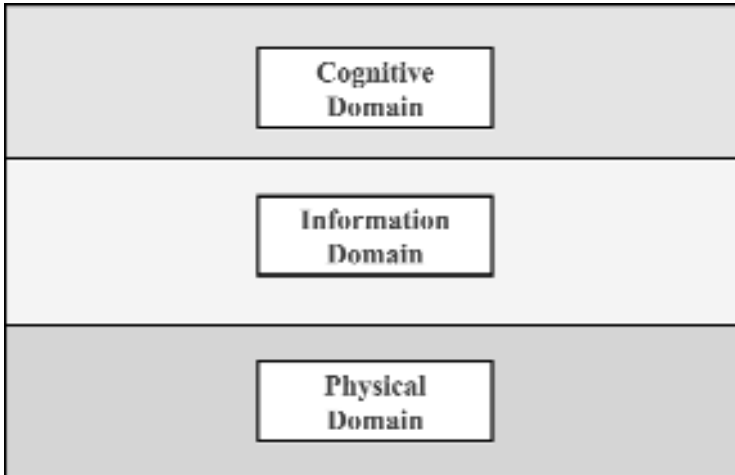 Cognitive
Domain
Information
Domain
Physical
Domain